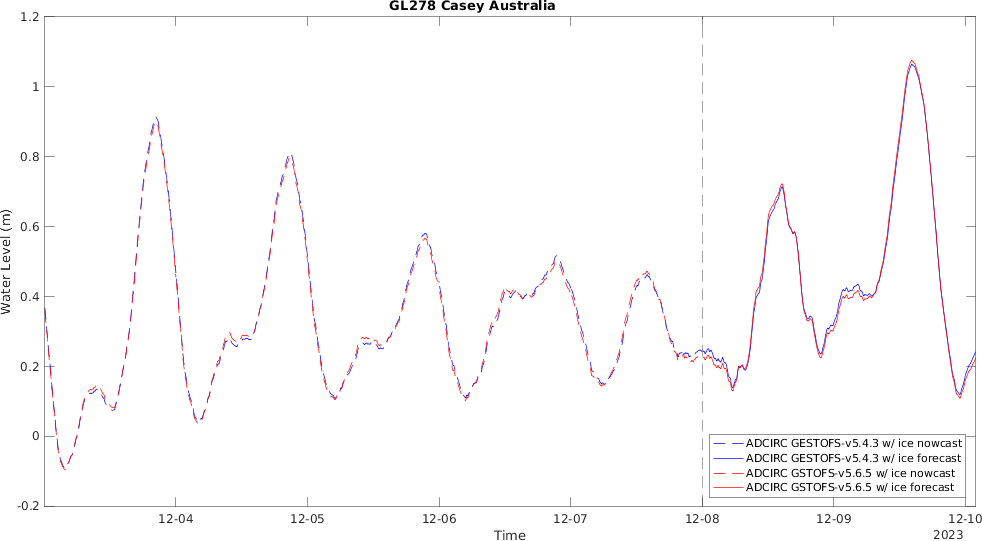 GL278 Casey Australia
1.2
1
0.8
0.6
0.4
0.2
0
-0.2
Water Level (m)
12-04
12-05
12-06
12-07
12-08
12-09
12-10
Time
2023
ADCIRC GESTOFS-v5.4.3 w/ ice nowcast
ADCIRC GESTOFS-v5.4.3 w/ ice forecast
ADCIRC GSTOFS-v5.6.5 w/ ice nowcast
ADCIRC GSTOFS-v5.6.5 w/ ice forecast